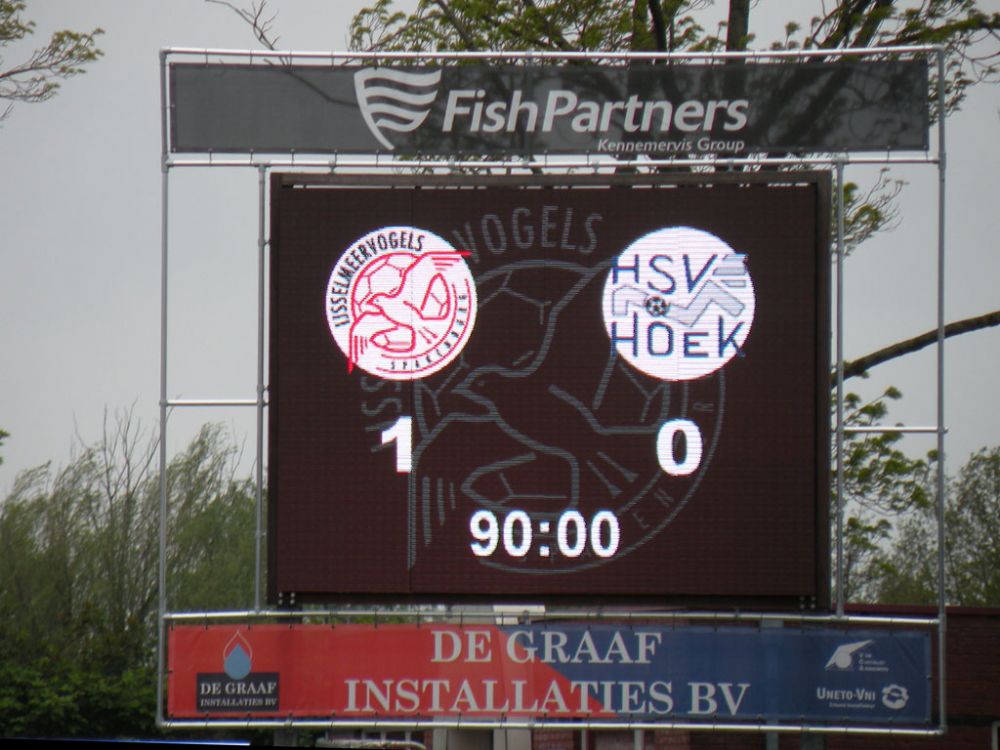 FishPartners
Kennemervis Group
VOGELS
IJSSELMEERVOGELS
SPAKENBURG
HSV
HOEK
1
0
90:00
DE GRAAF
INSTALLATIES BV
DE GRAAF
INSTALLATIES BV
UNETO-VNI